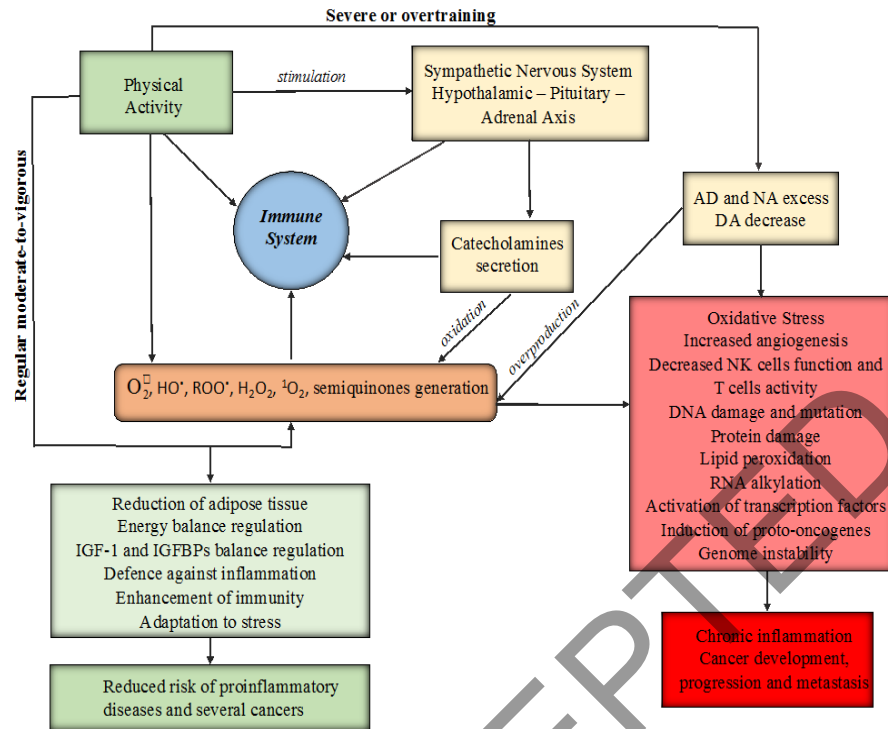 Severe or overtraining
Physical
Activity
stimulation
Sympathetic Nervous System
Hypothalamic – Pituitary –
Adrenal Axis
Regular moderate-to-vigorous
Immune
System
Catecholamines
secretion
AD and NA excess
DA decrease
oxidation
overproduction
O₂□, HO•, ROO•, H₂O₂, ¹O₂, semiquinones generation
Oxidative Stress
Increased angiogenesis
Decreased NK cells function and
T cells activity
DNA damage and mutation
Protein damage
Lipid peroxidation
RNA alkylation
Activation of transcription factors
Induction of proto-oncogenes
Genome instability
Reduction of adipose tissue
Energy balance regulation
IGF-1 and IGFBPs balance regulation
Defence against inflammation
Enhancement of immunity
Adaptation to stress
Chronic inflammation
Cancer development,
progression and metastasis
Reduced risk of proinflammatory
diseases and several cancers
EPTED